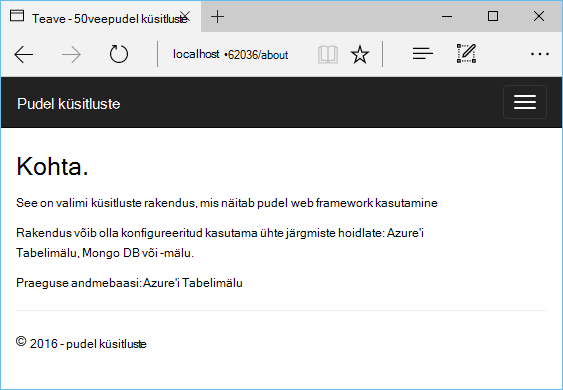 Teave - 50veepudel küsitluste
localhost •62036/about
Pudel küsitluste
Kohta.
See on valimi küsitluste rakendus, mis näitab pudel web framework kasutamine
Rakendus võib olla konfigureeritud kasutama ühte järgmiste hoidlate: Azure'i
Tabelimälu, Mongo DB või -mälu.
Praeguse andmebaasi: Azure'i Tabelimälu
© 2016 - pudel küsitluste